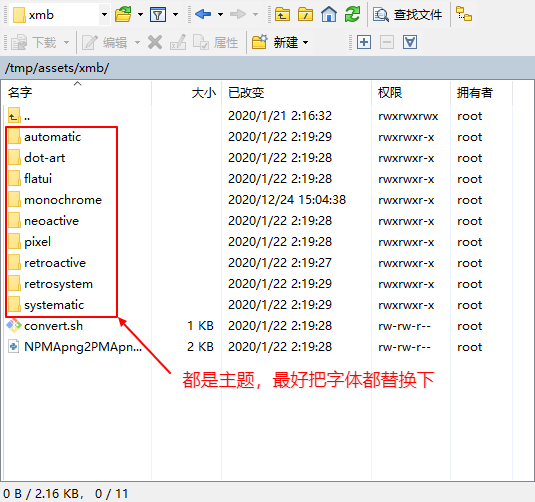 xmb 查找文件
下载 编辑 属性 新建
/tmp/assets/xmb/
名字 大小 已改变 权限 拥有者
.. 2020/1/21 2:16:32 rwxrwxrwx root
automatic 2020/1/22 2:19:29 rwxrwxr-x root
dot-art 2020/1/22 2:19:28 rwxrwxr-x root
flatui 2020/1/22 2:19:28 rwxrwxr-x root
monochrome 2020/12/24 15:04:38 rwxrwxr-x root
neoactive 2020/1/22 2:19:28 rwxrwxr-x root
pixel 2020/1/22 2:19:28 rwxrwxr-x root
retroactive 2020/1/22 2:19:27 rwxrwxr-x root
retrosystem 2020/1/22 2:19:28 rwxrwxr-x root
systematic 2020/1/22 2:19:28 rwxrwxr-x root
convert.sh 1 KB 2020/1/22 2:19:28 rw-rw-r-- root
NPMApng2PMApn... 2 KB 2020/1/22 2:19:28 rwxrwxr-x root
都是主题，最好把字体都替换下
0 B / 2.16 KB， 0 / 11